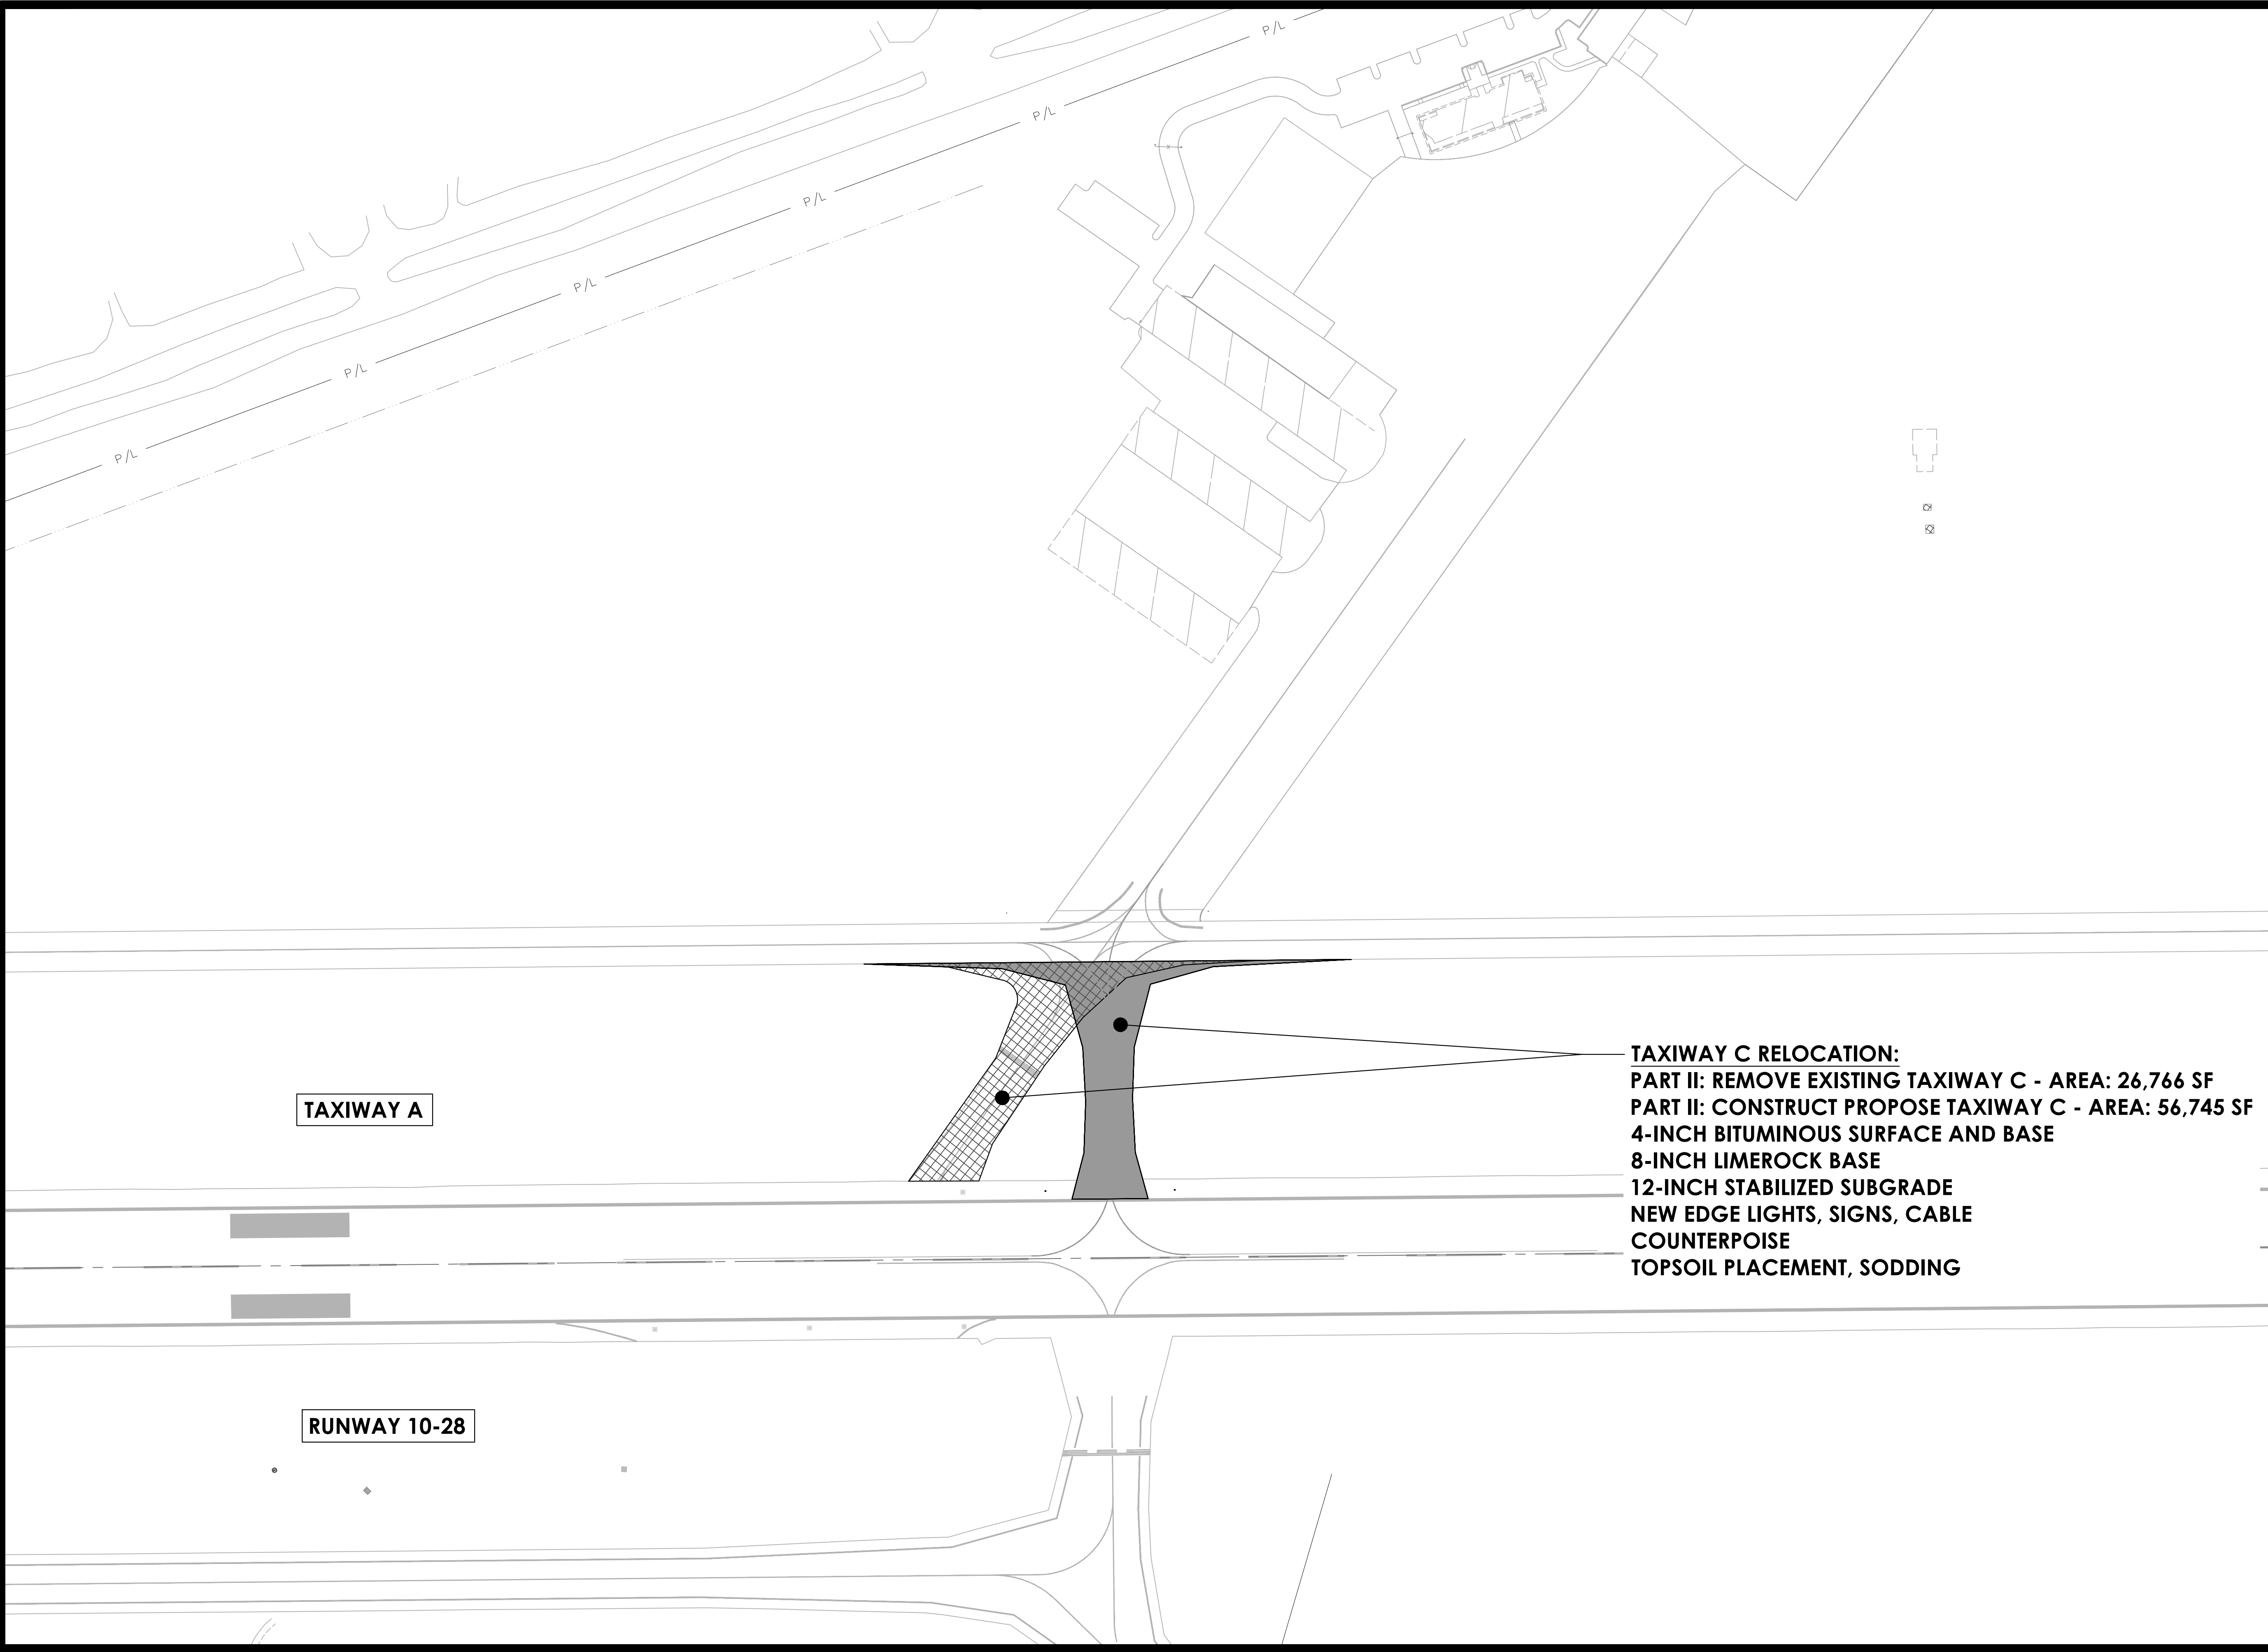 P/L
P/L
P/L
P/L
P/L
P/L
TAXIWAY C RELOCATION:
PART II: REMOVE EXISTING TAXIWAY C - AREA: 26,766 SF
PART II: CONSTRUCT PROPOSE TAXIWAY C - AREA: 56,745 SF
4-INCH BITUMINOUS SURFACE AND BASE
8-INCH LIMEROCK BASE
12-INCH STABILIZED SUBGRADE
NEW EDGE LIGHTS, SIGNS, CABLE
COUNTERPOISE
TOPSOIL PLACEMENT, SODDING
TAXIWAY A
RUNWAY 10-28